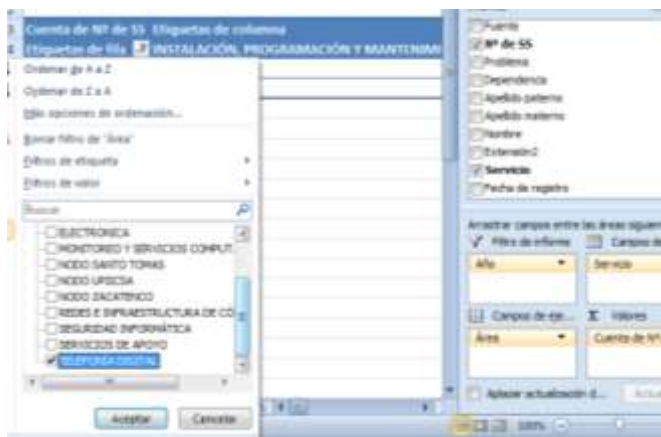 Cuenta de Nº de SS Etiquetas de columna
Etiquetas de fila INSTALACIÓN, PROGRAMACIÓN Y MANTENIM
Ordenar de A a Z
Ordenar de Z a A
Más opciones de ordenación...
Borrar filtro de "Área"
Filtros de etiqueta
Filtros de valor
Buscar
ELECTRONICA
MONITOREO Y SERVICIOS COMPUT
NODO SANTO TOMAS
NODO UPIICSA
NODO ZACATENCO
REDES E INFRAESTRUCTURA DE CÓ
SEGURIDAD INFORMÁTICA
SERVICIOS DE APOYO
TELEFONÍA DIGITAL
Aceptar Cancelar
Fuente
Nº de SS
Problema
Dependencia
Apellido paterno
Apellido materno
Nombre
Extensión2
Servicio
Fecha de registro
Arrastrar campos entre las áreas siguien
Filtro de informe Campos de
Año Servicio
Campos de eje... Σ Valores
Área Cuenta de Nº
Aplazar actualización d... Actua
100%